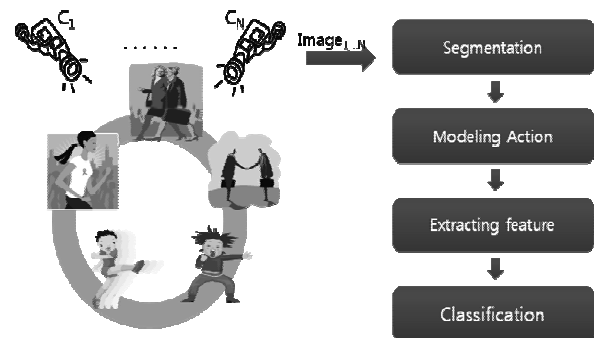 C1
......
CN
Image1..N
Segmentation
Modeling Action
Extracting feature
Classification